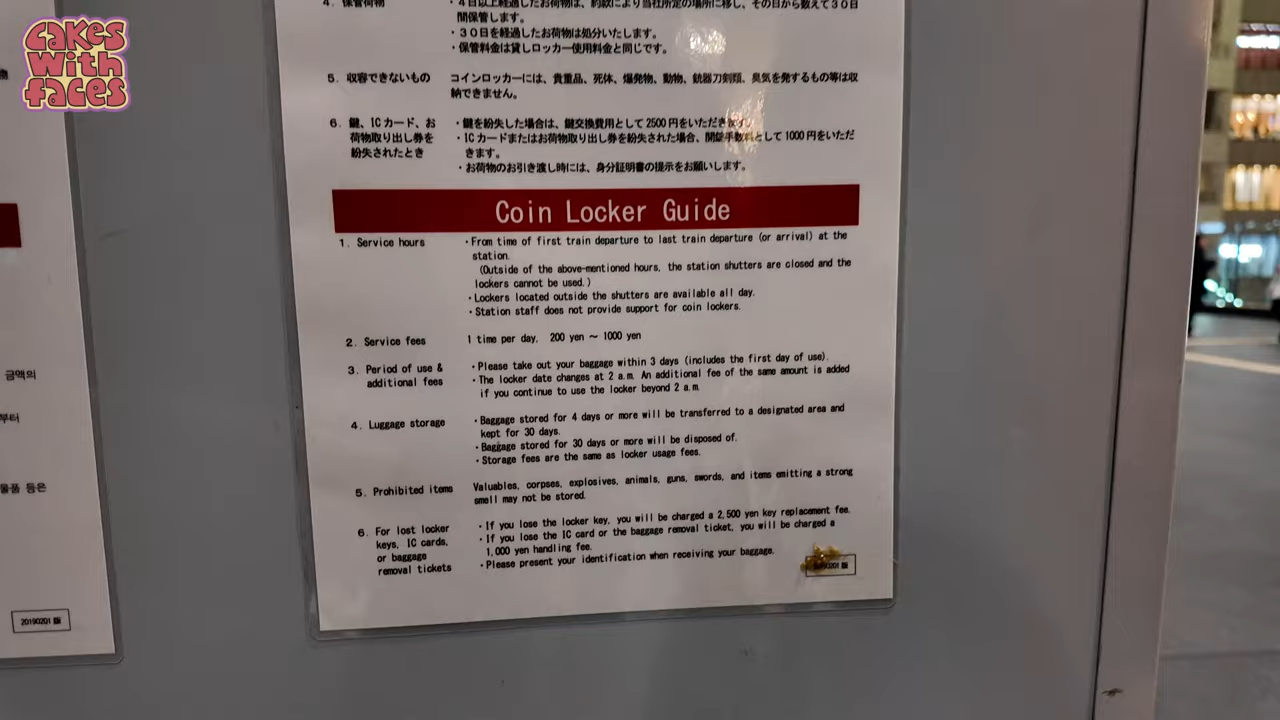 cakes
with
faces
4. 保管荷物
・４日以上経過したお荷物は、約款により当社所定の場所に移し、その日から数えて３０日
間保管します。
・３０日を経過したお荷物は処分いたします。
・保管料金は貸しロッカー使用料金と同じです。
5. 収容できないもの
コインロッカーには、貴重品、死体、爆発物、動物、銃器刀剣類、臭気を発するもの等は収
納できません。
6. 鍵、ICカード、お
荷物取り出し券を
紛失されたとき
・鍵を紛失した場合は、鍵交換費用として2500円をいただきます。
・ICカードまたはお荷物取り出し券を紛失された場合、開錠手数料として1000円をいただ
きます。
・お荷物のお引き渡し時には、身分証明書の提示をお願いします。
Coin Locker Guide
1. Service hours
・From time of first train departure to last train departure (or arrival) at the
station.
(Outside of the above-mentioned hours, the station shutters are closed and the
lockers cannot be used.)
・Lockers located outside the shutters are available all day.
・Station staff does not provide support for coin lockers.
2. Service fees
1 time per day, 200 yen ～ 1000 yen
3. Period of use &
additional fees
・Please take out your baggage within 3 days (includes the first day of use).
・The locker date changes at 2 a.m. An additional fee of the same amount is added
if you continue to use the locker beyond 2 a.m.
4. Luggage storage
・Baggage stored for 4 days or more will be transferred to a designated area and
kept for 30 days.
・Baggage stored for 30 days or more will be disposed of.
・Storage fees are the same as locker usage fees.
5. Prohibited items
Valuables, corpses, explosives, animals, guns, swords, and items emitting a strong
smell may not be stored.
6. For lost locker
keys, IC cards,
or baggage
removal tickets
・If you lose the locker key, you will be charged a 2,500 yen key replacement fee.
・If you lose the IC card or the baggage removal ticket, you will be charged a
1,000 yen handling fee.
・Please present your identification when receiving your baggage.
금액의
부터
물품 등은
20190201 版